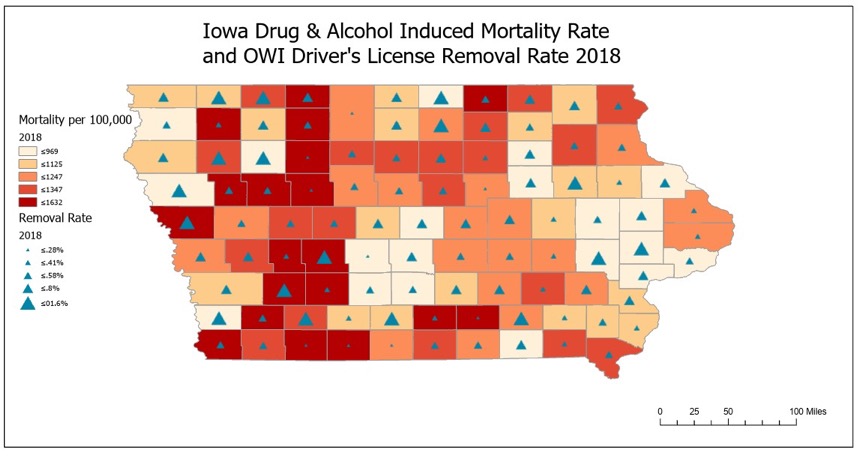 Iowa Drug & Alcohol Induced Mortality Rate
and OWI Driver's License Removal Rate 2018
Mortality per 100,000
2018
≤969
≤1125
≤1247
≤1347
≤1632
Removal Rate
2018
≤.28%
≤.41%
≤.58%
≤.8%
≤01.6%
0 25 50 100 Miles